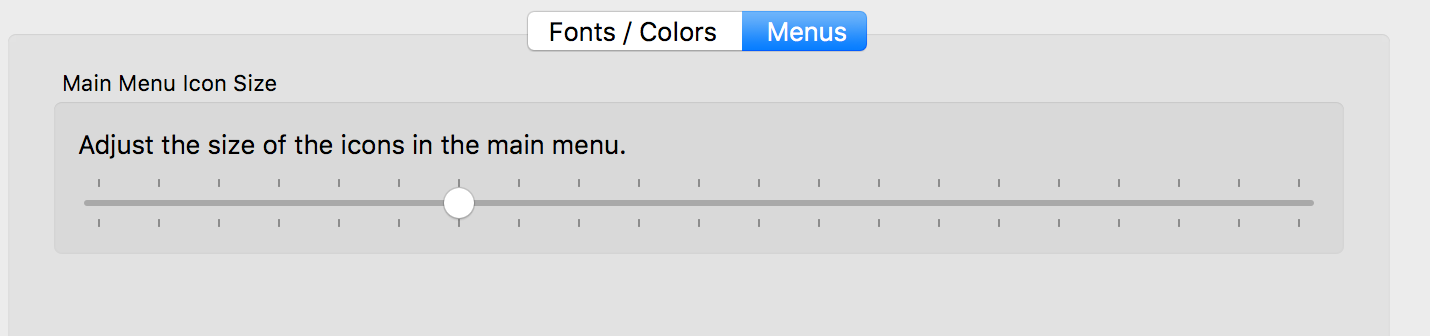 Fonts / Colors Menus
Main Menu Icon Size
Adjust the size of the icons in the main menu.